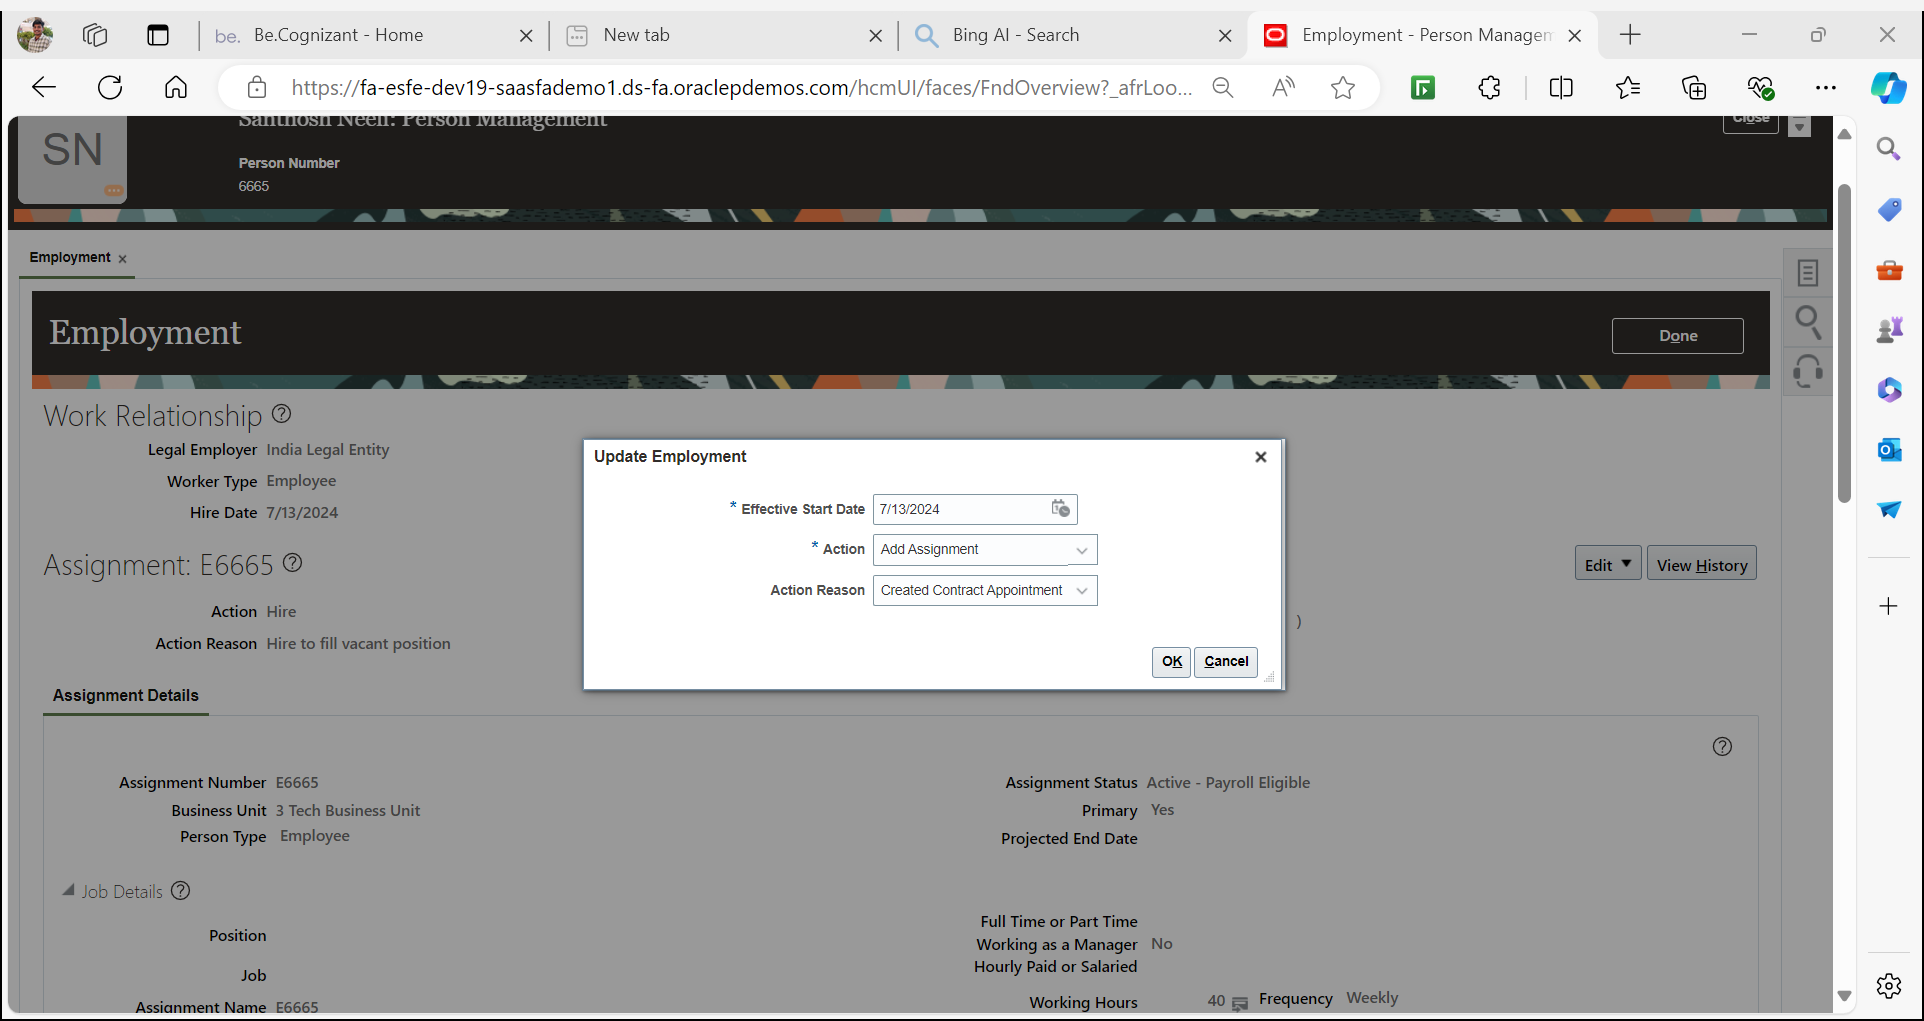 be. Be.Cognizant - Home
New tab
Bing AI - Search
Employment - Person Managem
https://fa-esfe-dev19-saasfademo1.ds-fa.oraclepdemos.com/hcmUI/faces/FndOverview?_afrLoo...
SN
Santhosh Neeli: Person Management
Close
Person Number
6665
Employment
Employment
Done
Work Relationship
Legal Employer India Legal Entity
Worker Type Employee
Hire Date 7/13/2024
Update Employment
* Effective Start Date 7/13/2024
* Action Add Assignment
Action Reason Created Contract Appointment
OK Cancel
Assignment: E6665
Edit View History
Action Hire
)
Action Reason Hire to fill vacant position
Assignment Details
Assignment Number E6665
Assignment Status Active - Payroll Eligible
Business Unit 3 Tech Business Unit
Primary Yes
Person Type Employee
Projected End Date
Job Details
Full Time or Part Time
Position
Working as a Manager No
Hourly Paid or Salaried
Job
Working Hours 40 Frequency Weekly
Assignment Name E6665